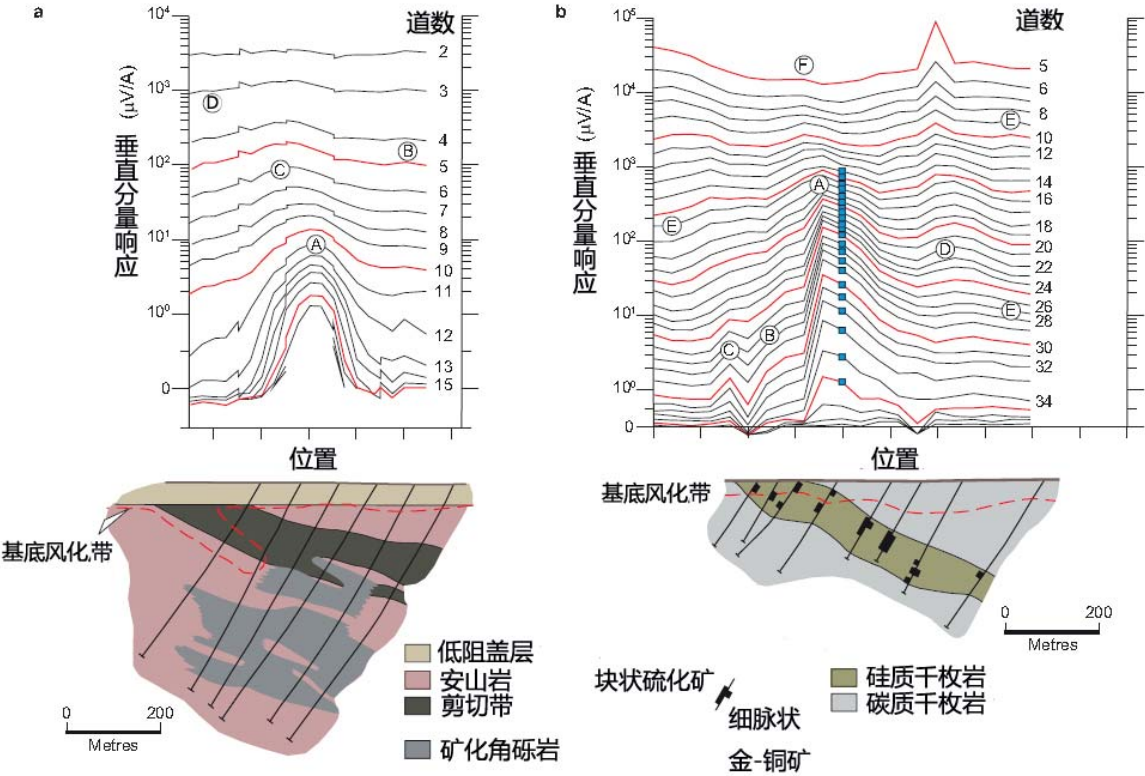 a
道数
10⁴
10³
10²
10¹
10⁰
0
垂直分量响应 (μV/A)
2
3
4
5
6
7
8
9
10
11
12
13
15
D
B
C
A
位置
基底风化带
低阻盖层
安山岩
剪切带
矿化角砾岩
0 200
Metres
b
道数
10⁵
10⁴
10³
10²
10¹
10⁰
0
垂直分量响应 (μV/A)
5
6
8
10
12
14
16
18
20
22
24
26
28
30
32
34
F
E
A
E
D
E
B
C
位置
基底风化带
0 200
Metres
块状硫化矿
细脉状
金-铜矿
硅质千枚岩
碳质千枚岩